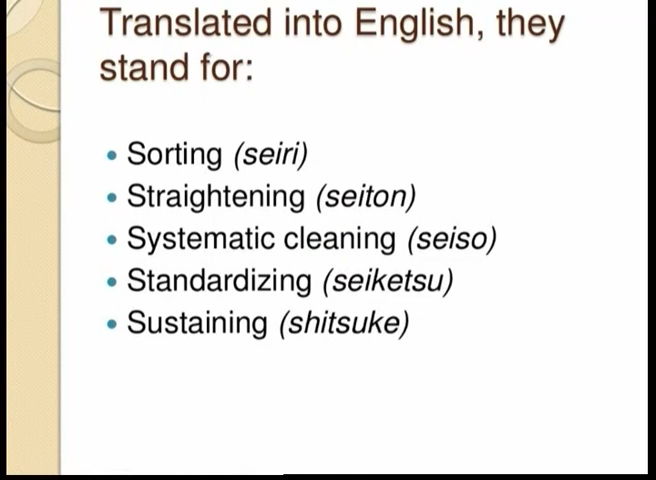 Translated into English, they
stand for:
• Sorting (seiri)
• Straightening (seiton)
• Systematic cleaning (seiso)
• Standardizing (seiketsu)
• Sustaining (shitsuke)